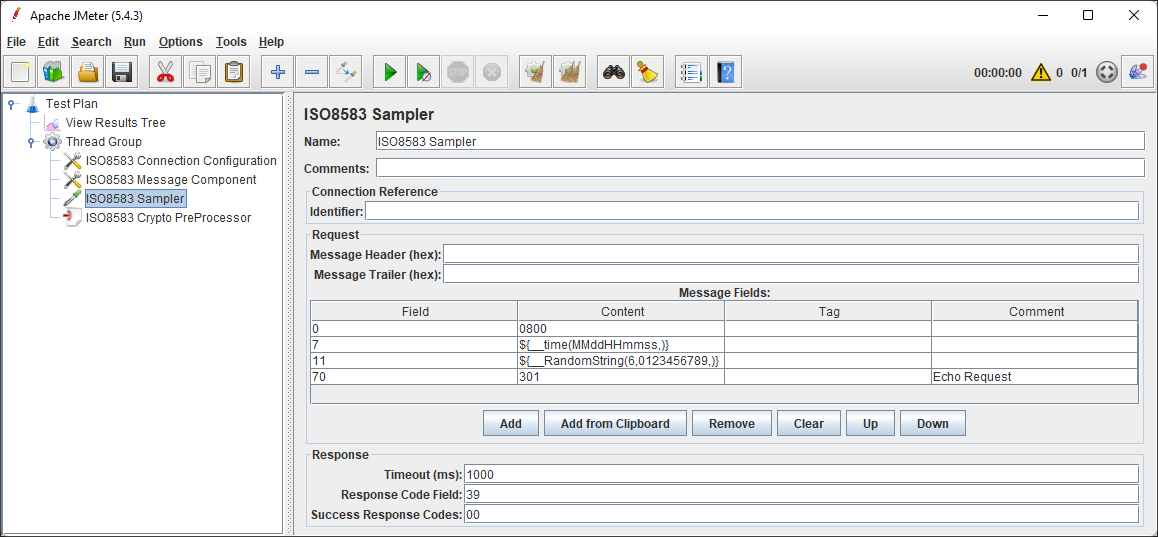 Apache JMeter (5.4.3)
File Edit Search Run Options Tools Help
STOP
00:00:00 0 0/1
Test Plan
View Results Tree
Thread Group
ISO8583 Connection Configuration
ISO8583 Message Component
ISO8583 Sampler
ISO8583 Crypto PreProcessor
ISO8583 Sampler
Name: ISO8583 Sampler
Comments:
Connection Reference
Identifier:
Request
Message Header (hex):
Message Trailer (hex):
Message Fields:
Field Content Tag Comment
0 0800
7 ${__time(MMddHHmmss,)}
11 ${__RandomString(6,0123456789,)}
70 301 Echo Request
Add Add from Clipboard Remove Clear Up Down
Response
Timeout (ms): 1000
Response Code Field: 39
Success Response Codes: 00